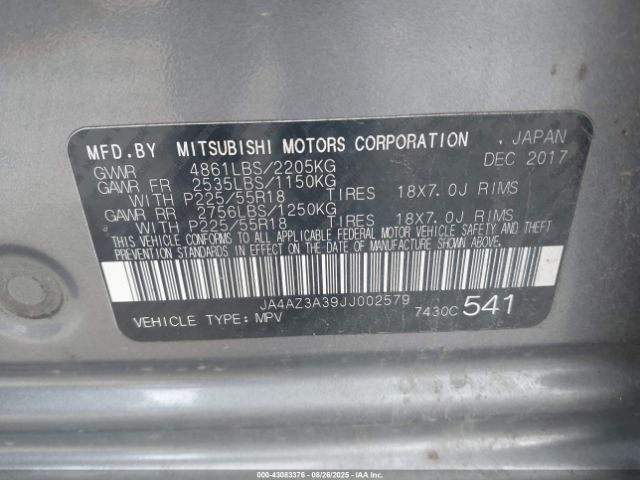 MFD.BY MITSUBISHI MOTORS CORPORATION , JAPAN
GVWR 4861LBS/2205KG DEC 2017
GAWR FR 2535LBS/1150KG
WITH P225/55R18 TIRES 18X7.0J RIMS
GAWR RR 2756LBS/1250KG
WITH P225/55R18 TIRES 18X7.0J RIMS
THIS VEHICLE CONFORMS TO ALL APPLICABLE FEDERAL MOTOR VEHICLE SAFETY AND THEFT
PREVENTION STANDARDS IN EFFECT ON THE DATE OF MANUFACTURE SHOWN ABOVE.
JA4AZ3A39JJ002579
VEHICLE TYPE: MPV 7430C 541
000-43083376 - 08/26/2025 - IAAI.COM